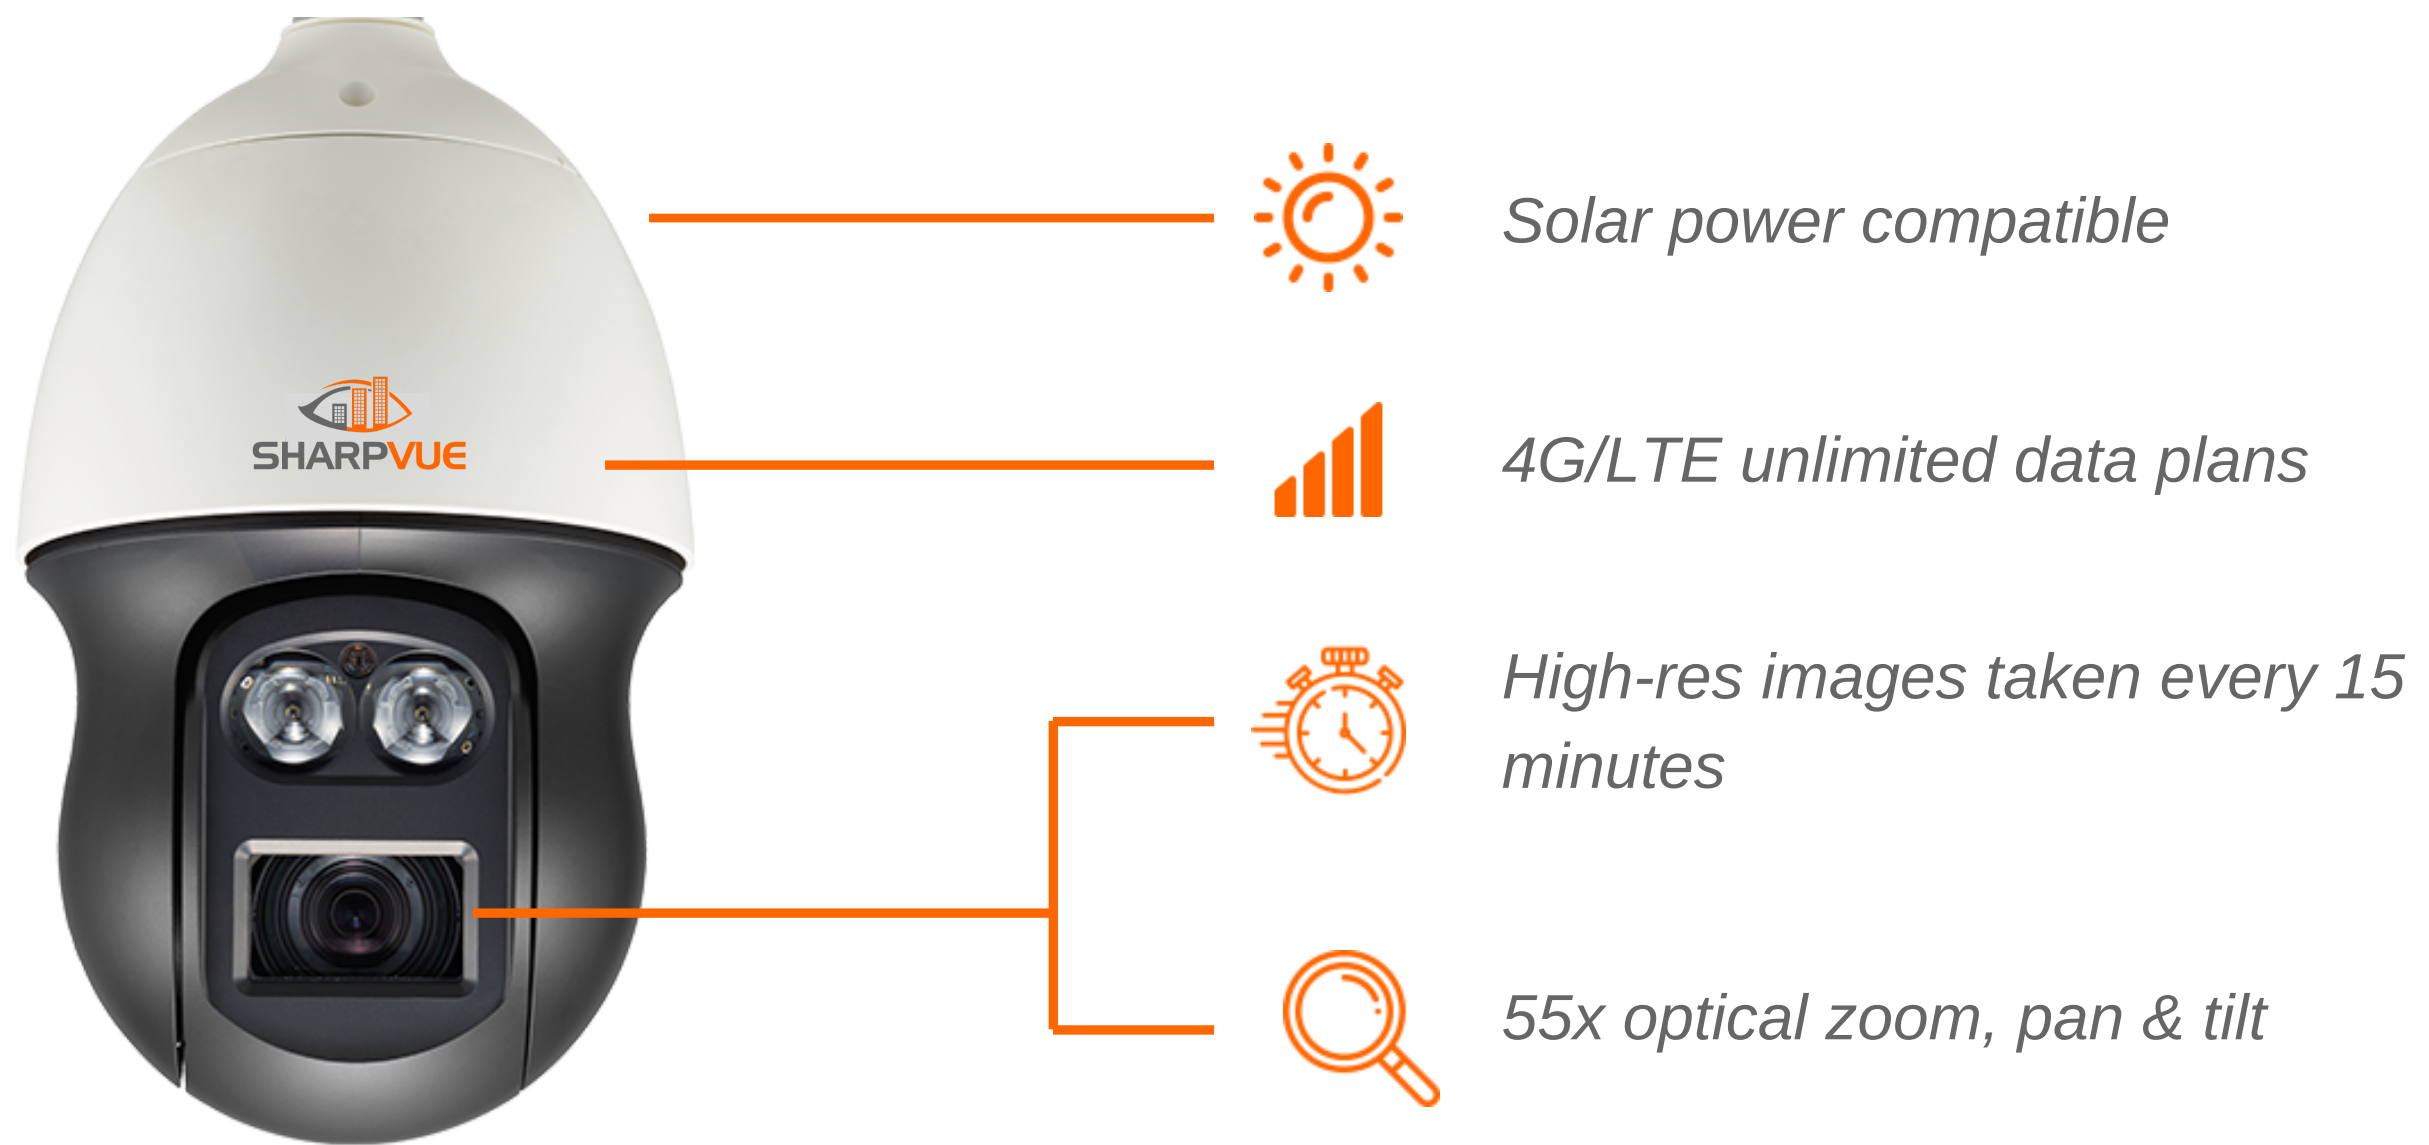 Solar power compatible
SHARPVUE
4G/LTE unlimited data plans
High-res images taken every 15
minutes
55x optical zoom, pan & tilt